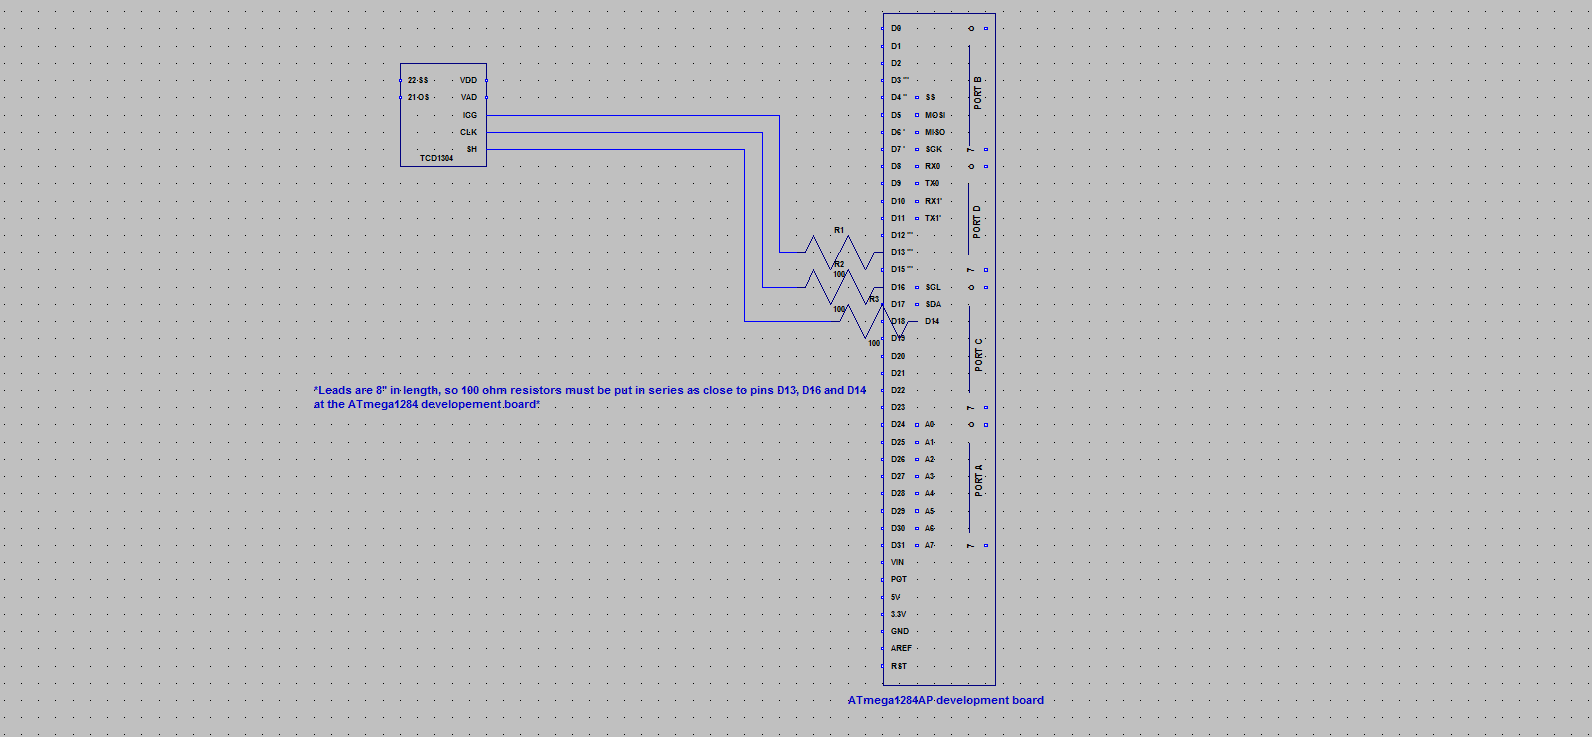 22-SS VDD
21-OS VAD
ICG
CLK
SH
TCD1304
R1
R2
100
R3
100
100
*Leads are 8" in length, so 100 ohm resistors must be put in series as close to pins D13, D16 and D14
at the ATmega1284 developement board*
D0 0
D1
D2
D3 '''
D4 '' SS
D5 MOSI
D6 ' MISO
D7 ' SCK 7
PORT B
D8 RX0 0
D9 TX0
D10 RX1'
D11 TX1'
D12 '''
D13 '''
D15 ''' 7
PORT D
D16 SCL 0
D17 SDA
D18 D14
D19
D20
D21
D22
D23 7
PORT C
D24 A0 0
D25 A1
D26 A2
D27 A3
D28 A4
D29 A5
D30 A6
D31 A7 7
PORT A
VIN
POT
5V
3.3V
GND
AREF
RST
ATmega1284AP development board